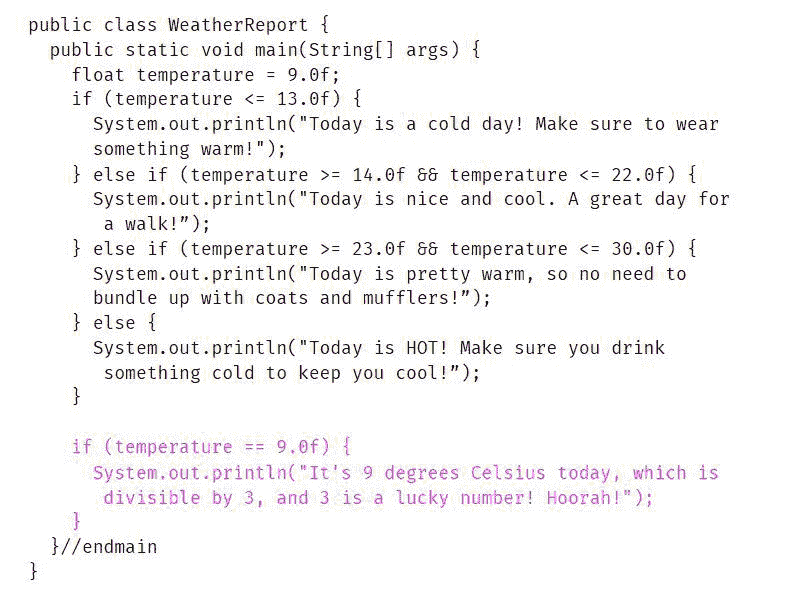 public class WeatherReport {
public static void main(String[] args) {
float temperature = 9.0f;
if (temperature <= 13.0f) {
System.out.println("Today is a cold day! Make sure to wear
something warm!");
} else if (temperature >= 14.0f && temperature <= 22.0f) {
System.out.println("Today is nice and cool. A great day for
a walk!”);
} else if (temperature >= 23.0f && temperature <= 30.0f) {
System.out.println("Today is pretty warm, so no need to
bundle up with coats and mufflers!”);
} else {
System.out.println("Today is HOT! Make sure you drink
something cold to keep you cool!”);
}
if (temperature == 9.0f) {
System.out.println("It's 9 degrees Celsius today, which is
divisible by 3, and 3 is a lucky number! Hoorah!");
}
}//endmain
}